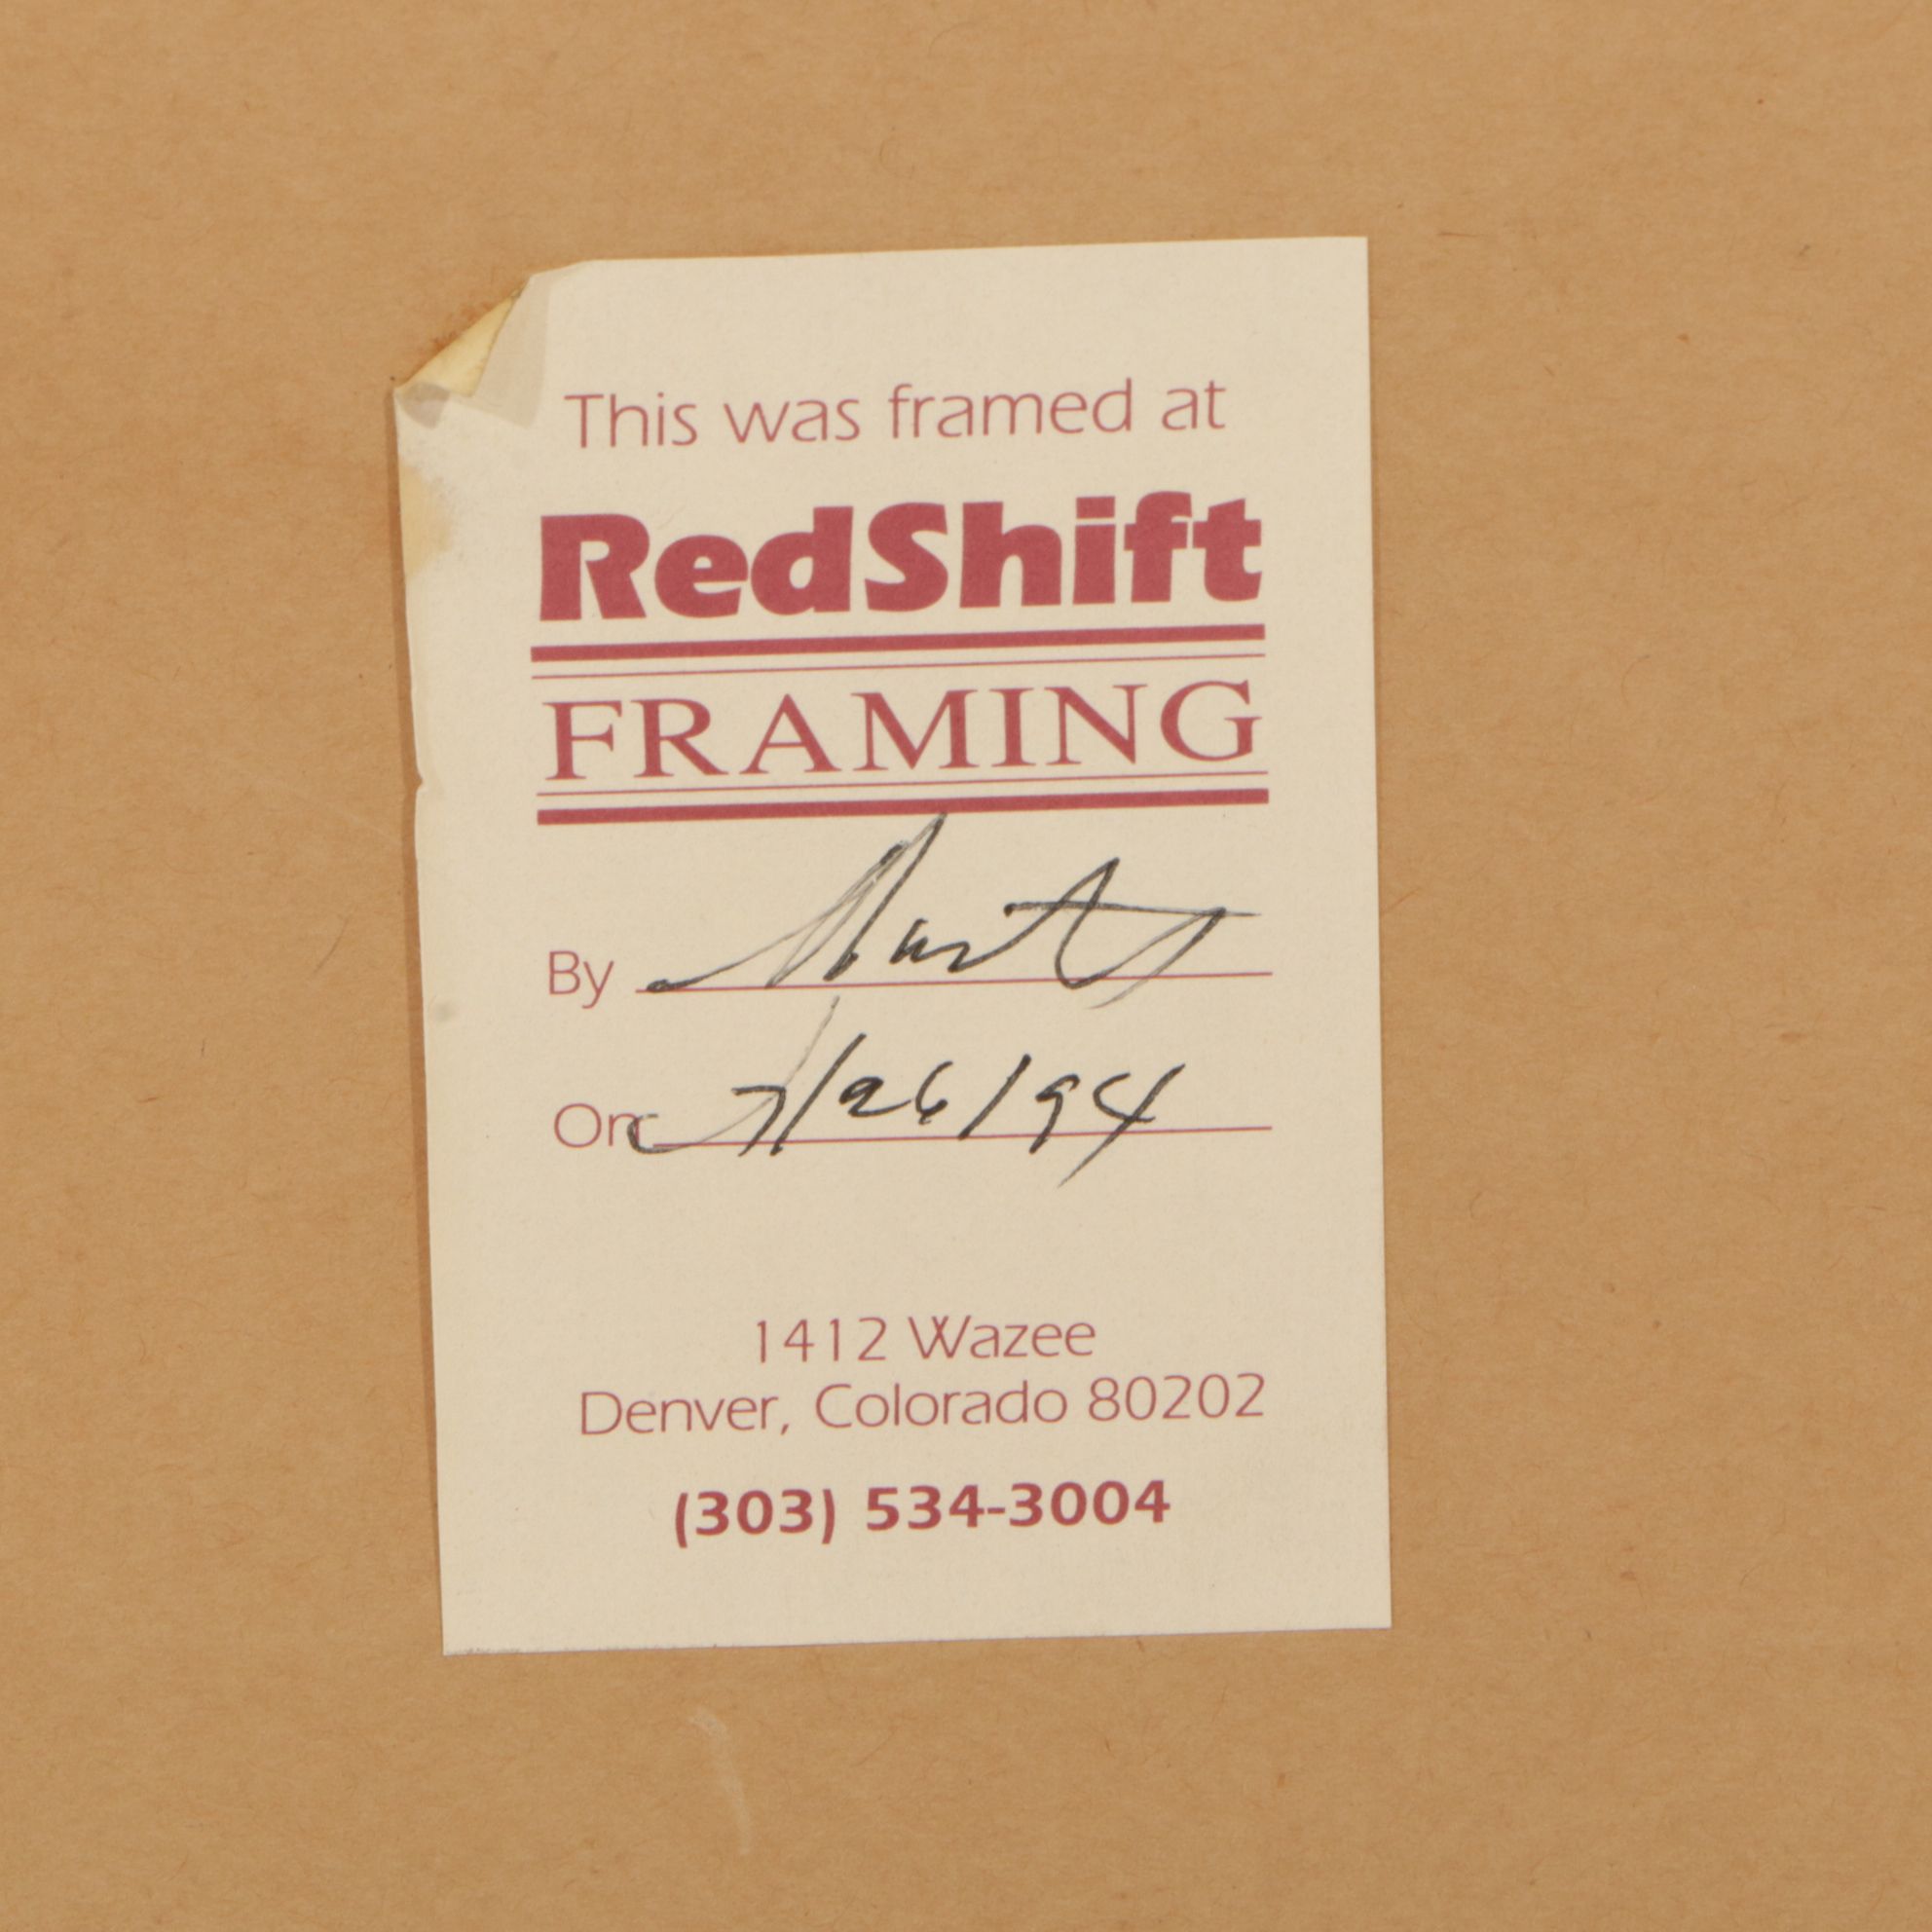 This was framed at
RedShift
FRAMING
By
On 7/26/94
1412 Wazee
Denver, Colorado 80202
(303) 534-3004